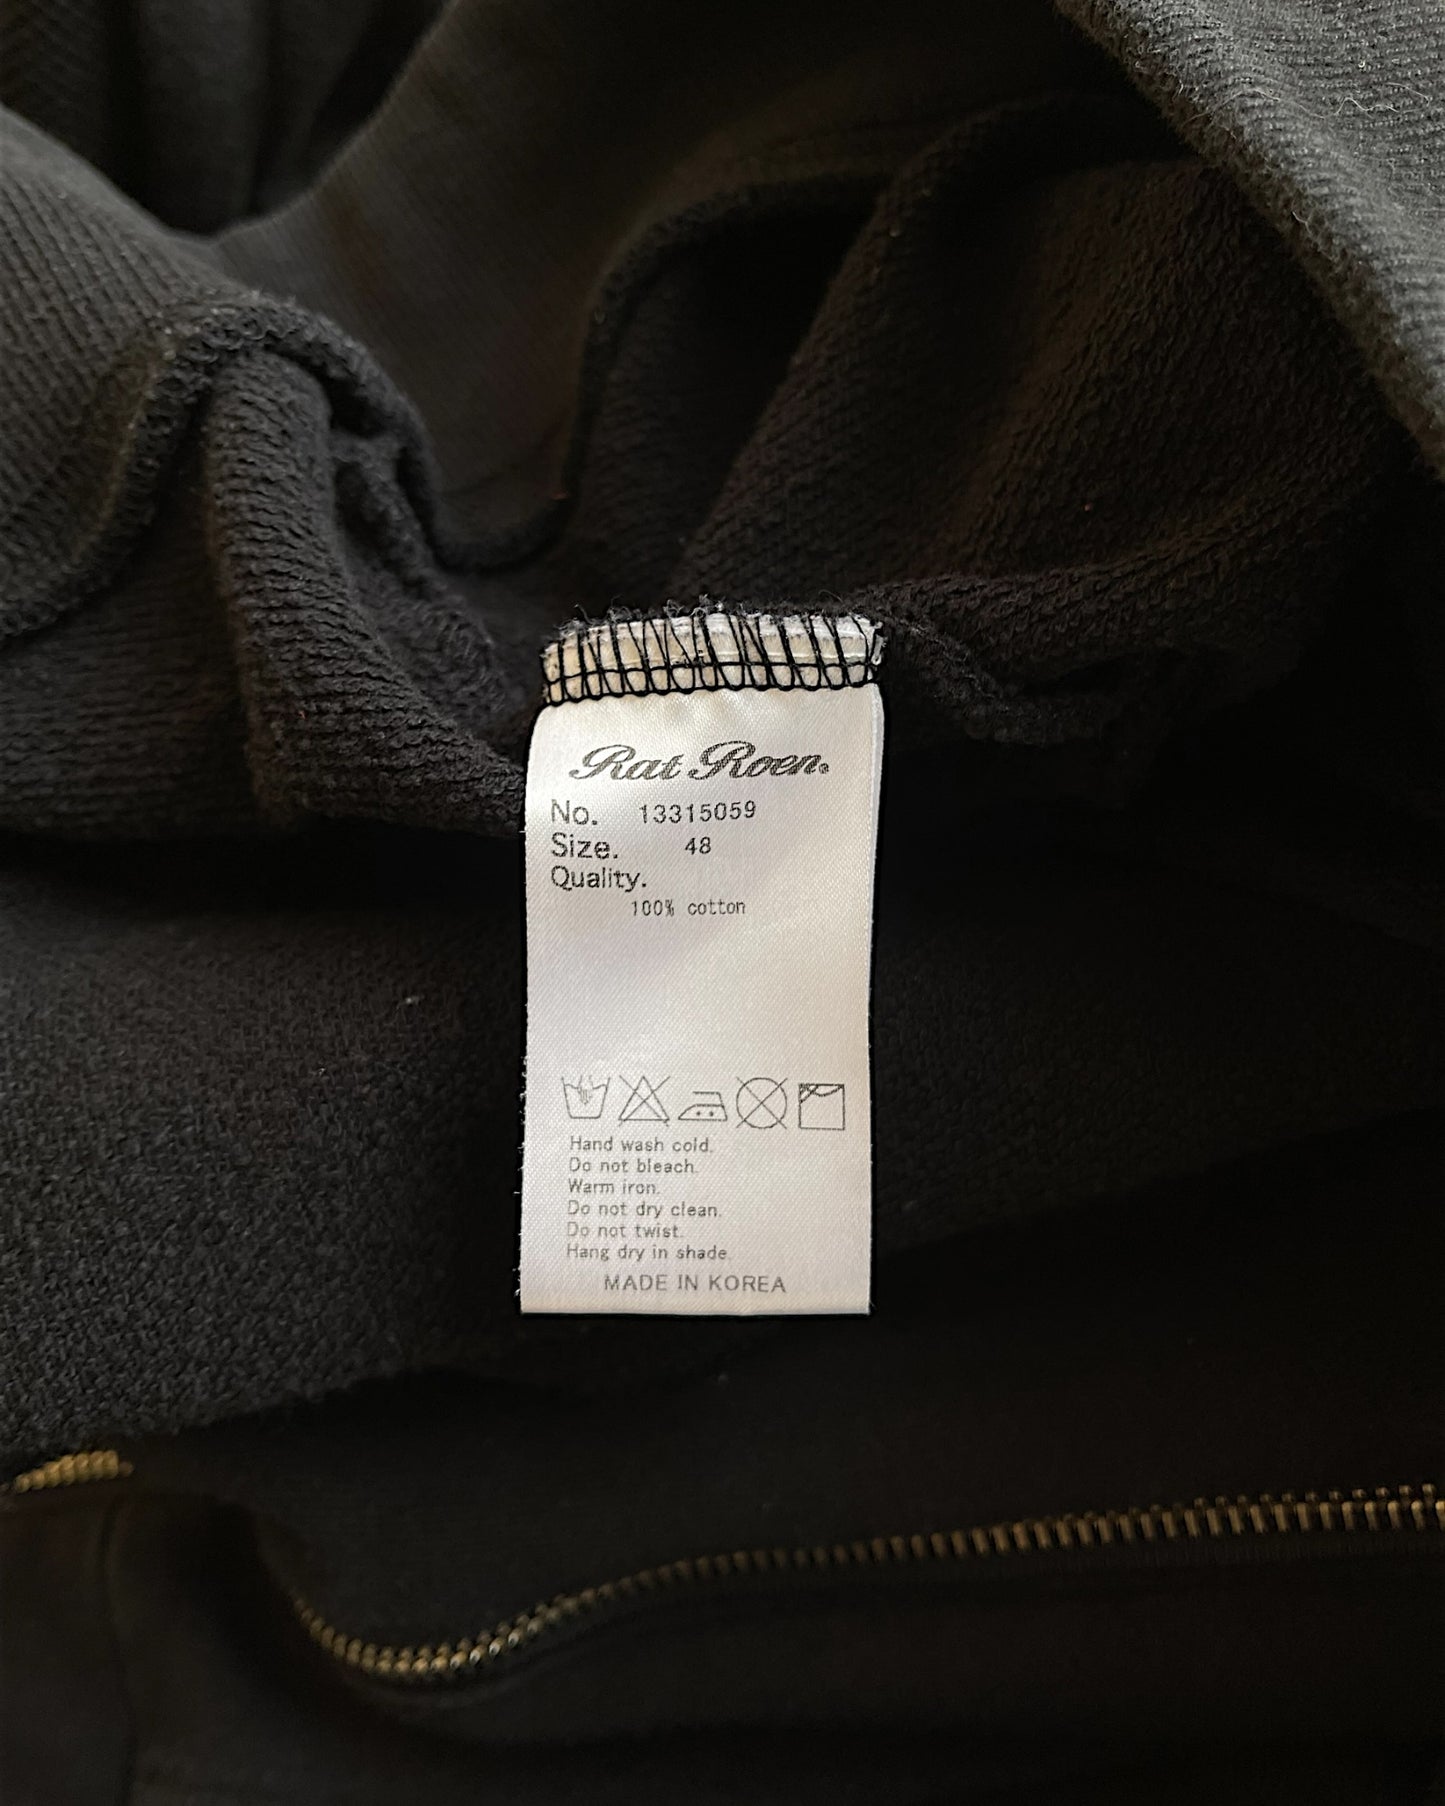 Rat Roen.
No. 13315059
Size. 48
Quality.
100% cotton
Hand wash cold.
Do not bleach.
Warm iron.
Do not dry clean.
Do not twist.
Hang dry in shade.
MADE IN KOREA